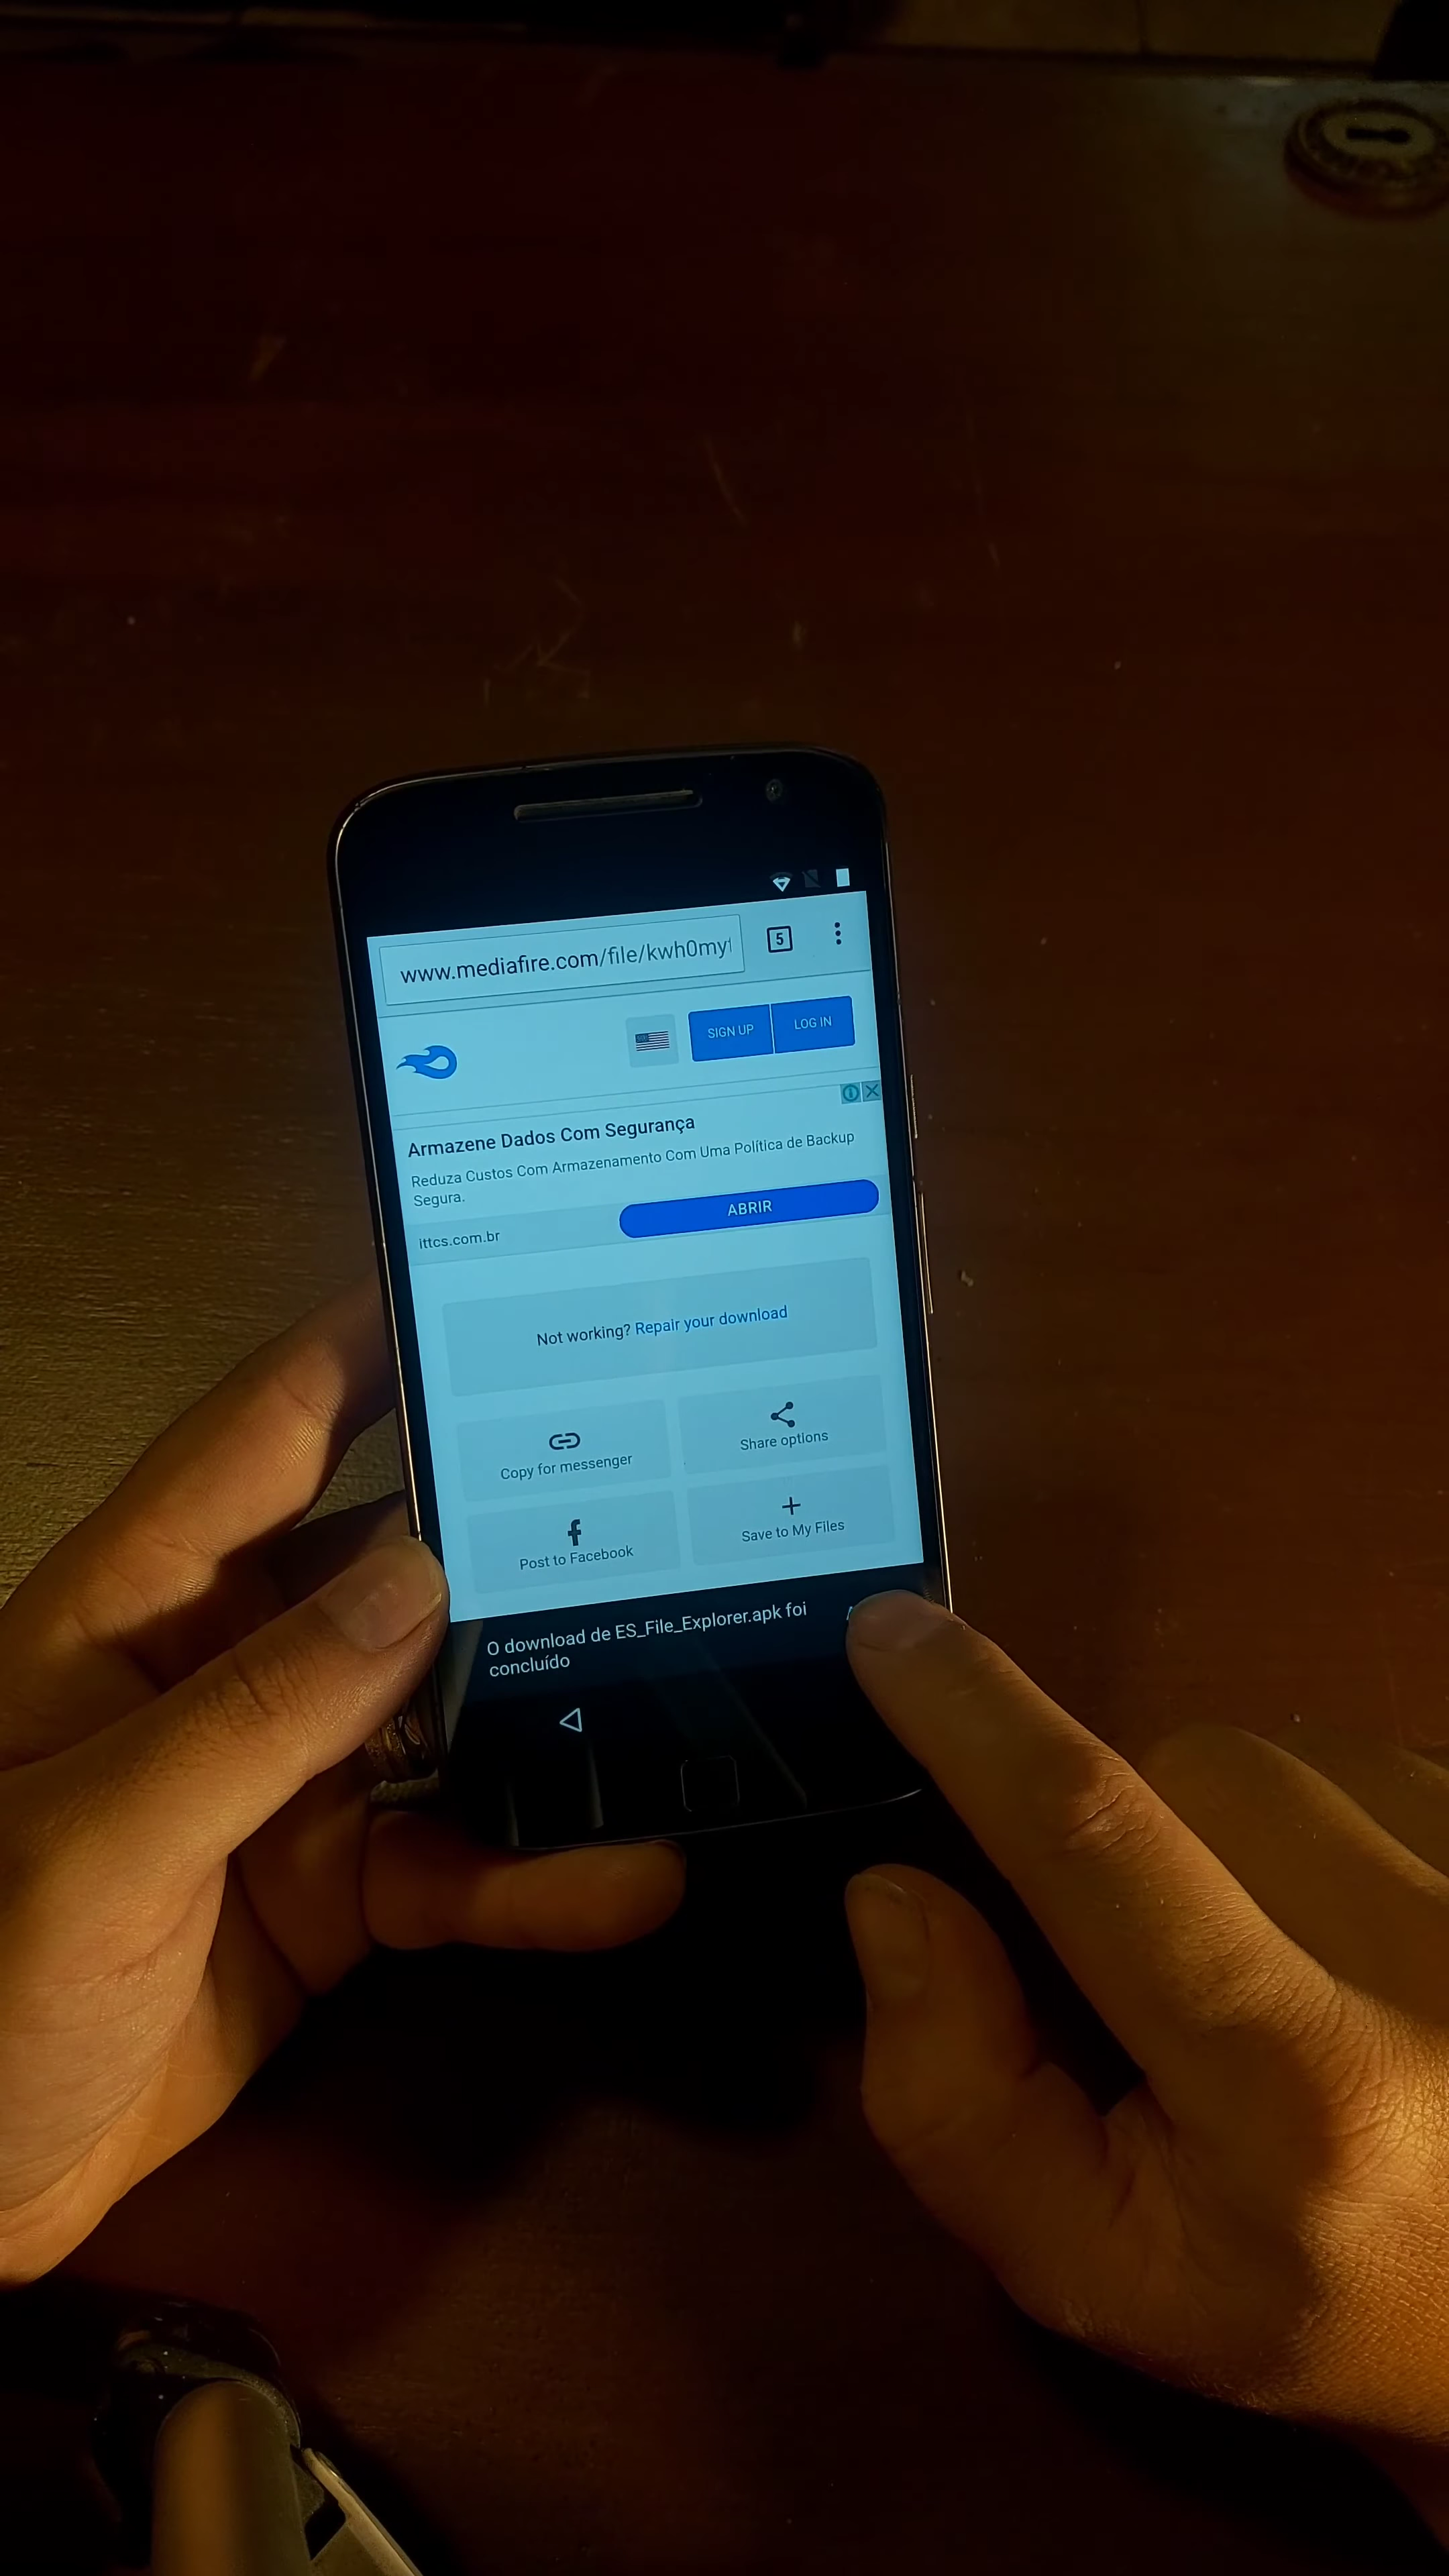 5
www.mediafire.com/file/kwh0my
SIGN UP
LOG IN
Armazene Dados Com Segurança
Reduza Custos Com Armazenamento Com Uma Política de Backup
Segura.
ittcs.com.br
ABRIR
Not working? Repair your download
Copy for messenger
Share options
Post to Facebook
Save to My Files
O download de ES_File_Explorer.apk foi
concluído